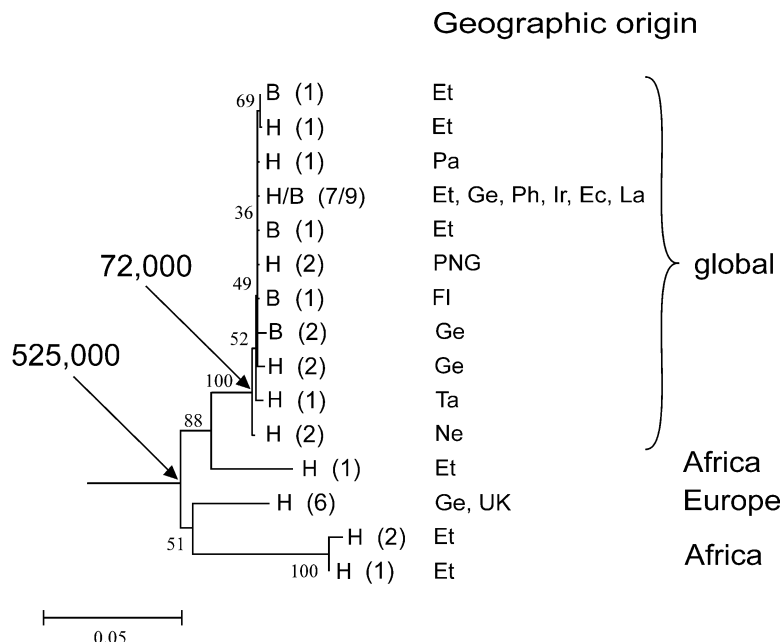 Geographic origin
69 B (1) Et
H (1) Et
H (1) Pa
H/B (7/9) Et, Ge, Ph, Ir, Ec, La
36
B (1) Et
72,000 H (2) PNG global
49
B (1) Fl
52 B (2) Ge
525,000 H (2) Ge
100
H (1) Ta
88 H (2) Ne
H (1) Et Africa
H (6) Ge, UK Europe
51 H (2) Et
Africa
100 H (1) Et
0.05